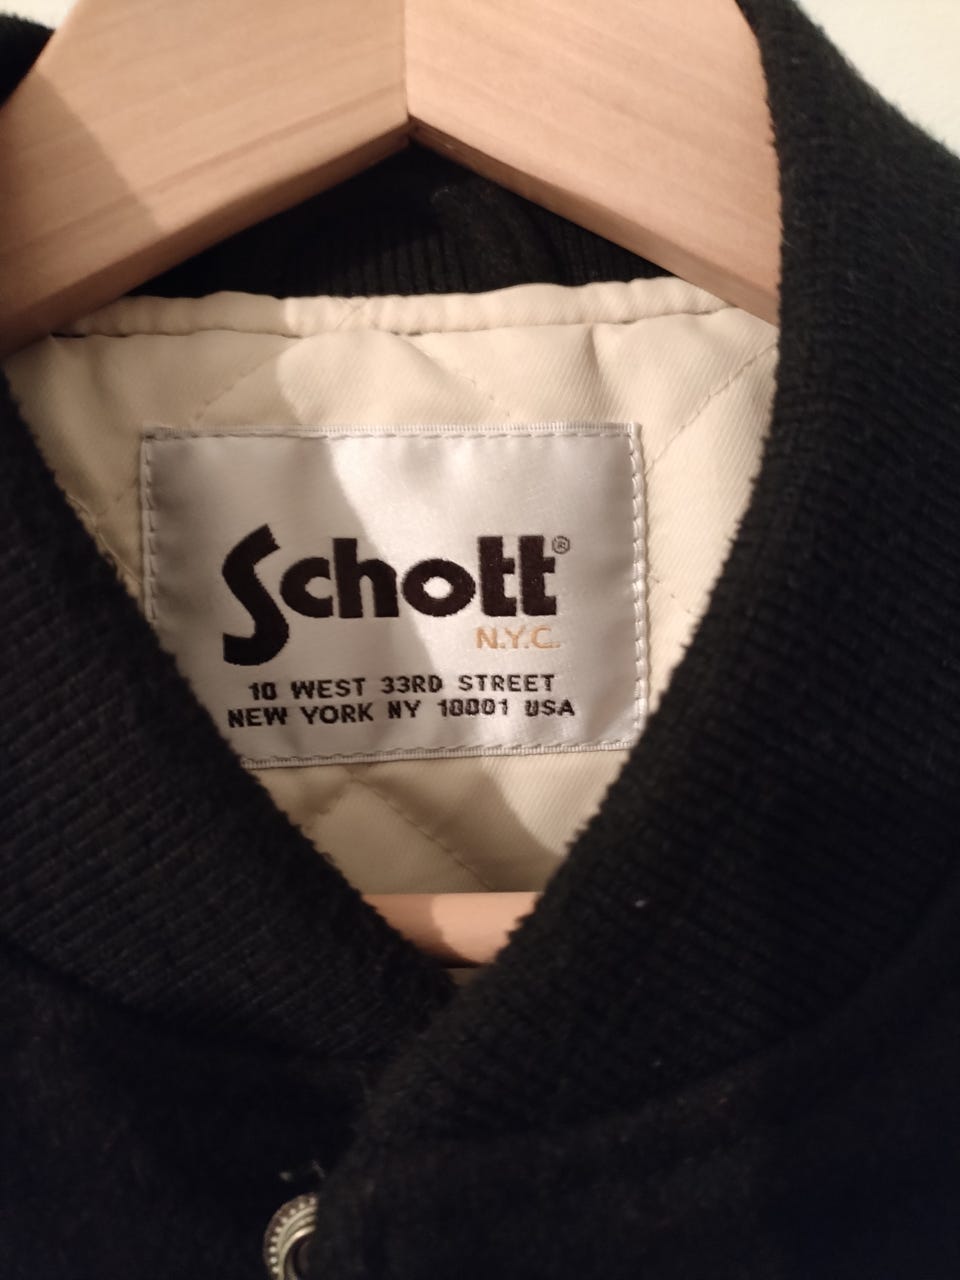 Schott®
N.Y.C.
10 WEST 33RD STREET
NEW YORK NY 10001 USA